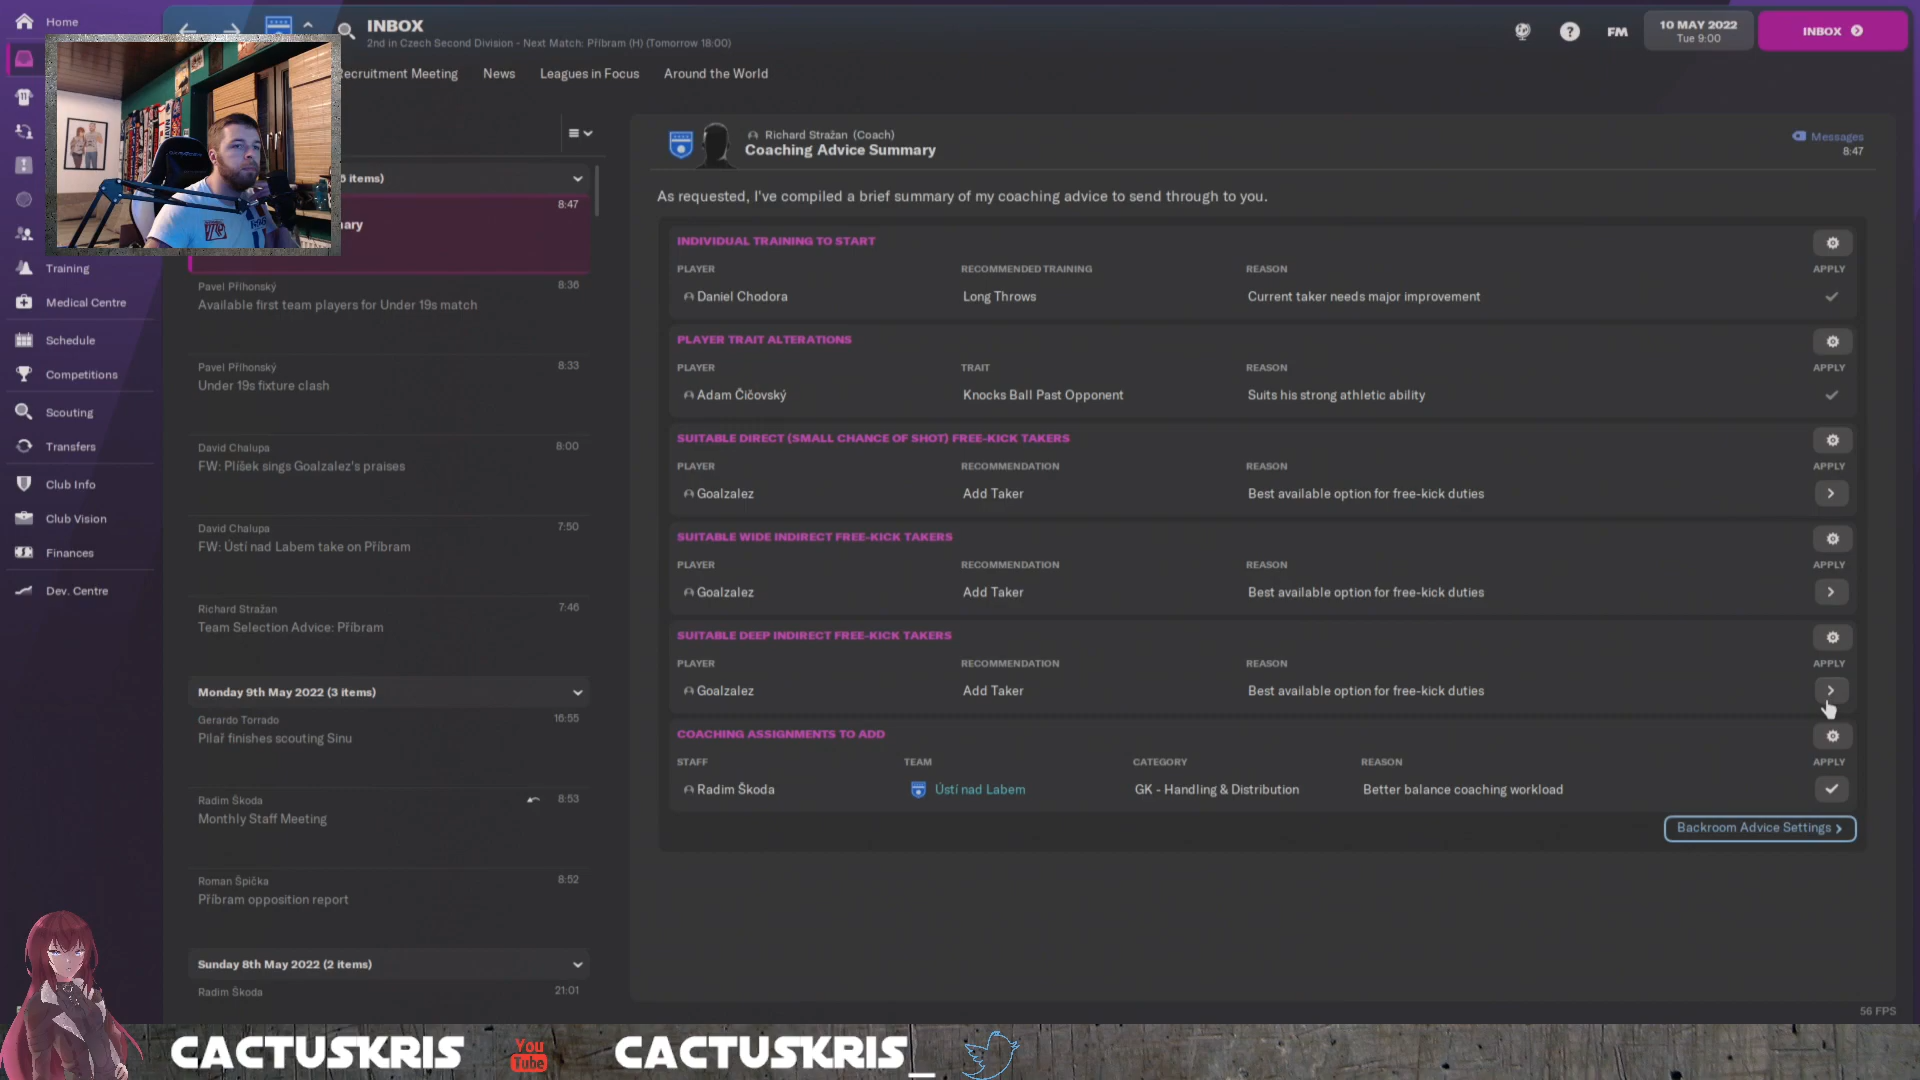 Home
INBOX
2nd in Czech Second Division - Next Match: Příbram (H) (Tomorrow 18:00)
FM
10 MAY 2022
Tue 9:00
INBOX
Recruitment Meeting
News
Leagues in Focus
Around the World
Training
Medical Centre
Schedule
Competitions
Scouting
Transfers
Club Info
Club Vision
Finances
Dev. Centre
6 items)
8:47
Pavel Příhonský
8:36
Available first team players for Under 19s match
Pavel Příhonský
8:33
Under 19s fixture clash
David Chalupa
8:00
FW: Plíšek sings Goalzalez's praises
David Chalupa
7:50
FW: Ústí nad Labem take on Příbram
Richard Stražan
7:46
Team Selection Advice: Příbram
Monday 9th May 2022 (3 items)
Gerardo Torrado
16:55
Pilař finishes scouting Sinu
Radim Škoda
8:53
Monthly Staff Meeting
Roman Špička
8:52
Příbram opposition report
Sunday 8th May 2022 (2 items)
Radim Škoda
21:01
Richard Stražan (Coach)
Coaching Advice Summary
Messages
8:47
As requested, I've compiled a brief summary of my coaching advice to send through to you.
INDIVIDUAL TRAINING TO START
PLAYER RECOMMENDED TRAINING REASON APPLY
Daniel Chodora Long Throws Current taker needs major improvement
PLAYER TRAIT ALTERATIONS
PLAYER TRAIT REASON APPLY
Adam Čičovský Knocks Ball Past Opponent Suits his strong athletic ability
SUITABLE DIRECT (SMALL CHANCE OF SHOT) FREE-KICK TAKERS
PLAYER RECOMMENDATION REASON APPLY
Goalzalez Add Taker Best available option for free-kick duties
SUITABLE WIDE INDIRECT FREE-KICK TAKERS
PLAYER RECOMMENDATION REASON APPLY
Goalzalez Add Taker Best available option for free-kick duties
SUITABLE DEEP INDIRECT FREE-KICK TAKERS
PLAYER RECOMMENDATION REASON APPLY
Goalzalez Add Taker Best available option for free-kick duties
COACHING ASSIGNMENTS TO ADD
STAFF TEAM CATEGORY REASON APPLY
Radim Škoda Ústí nad Labem GK - Handling & Distribution Better balance coaching workload
Backroom Advice Settings
56 FPS
CACTUSKRIS
You Tube
CACTUSKRIS_